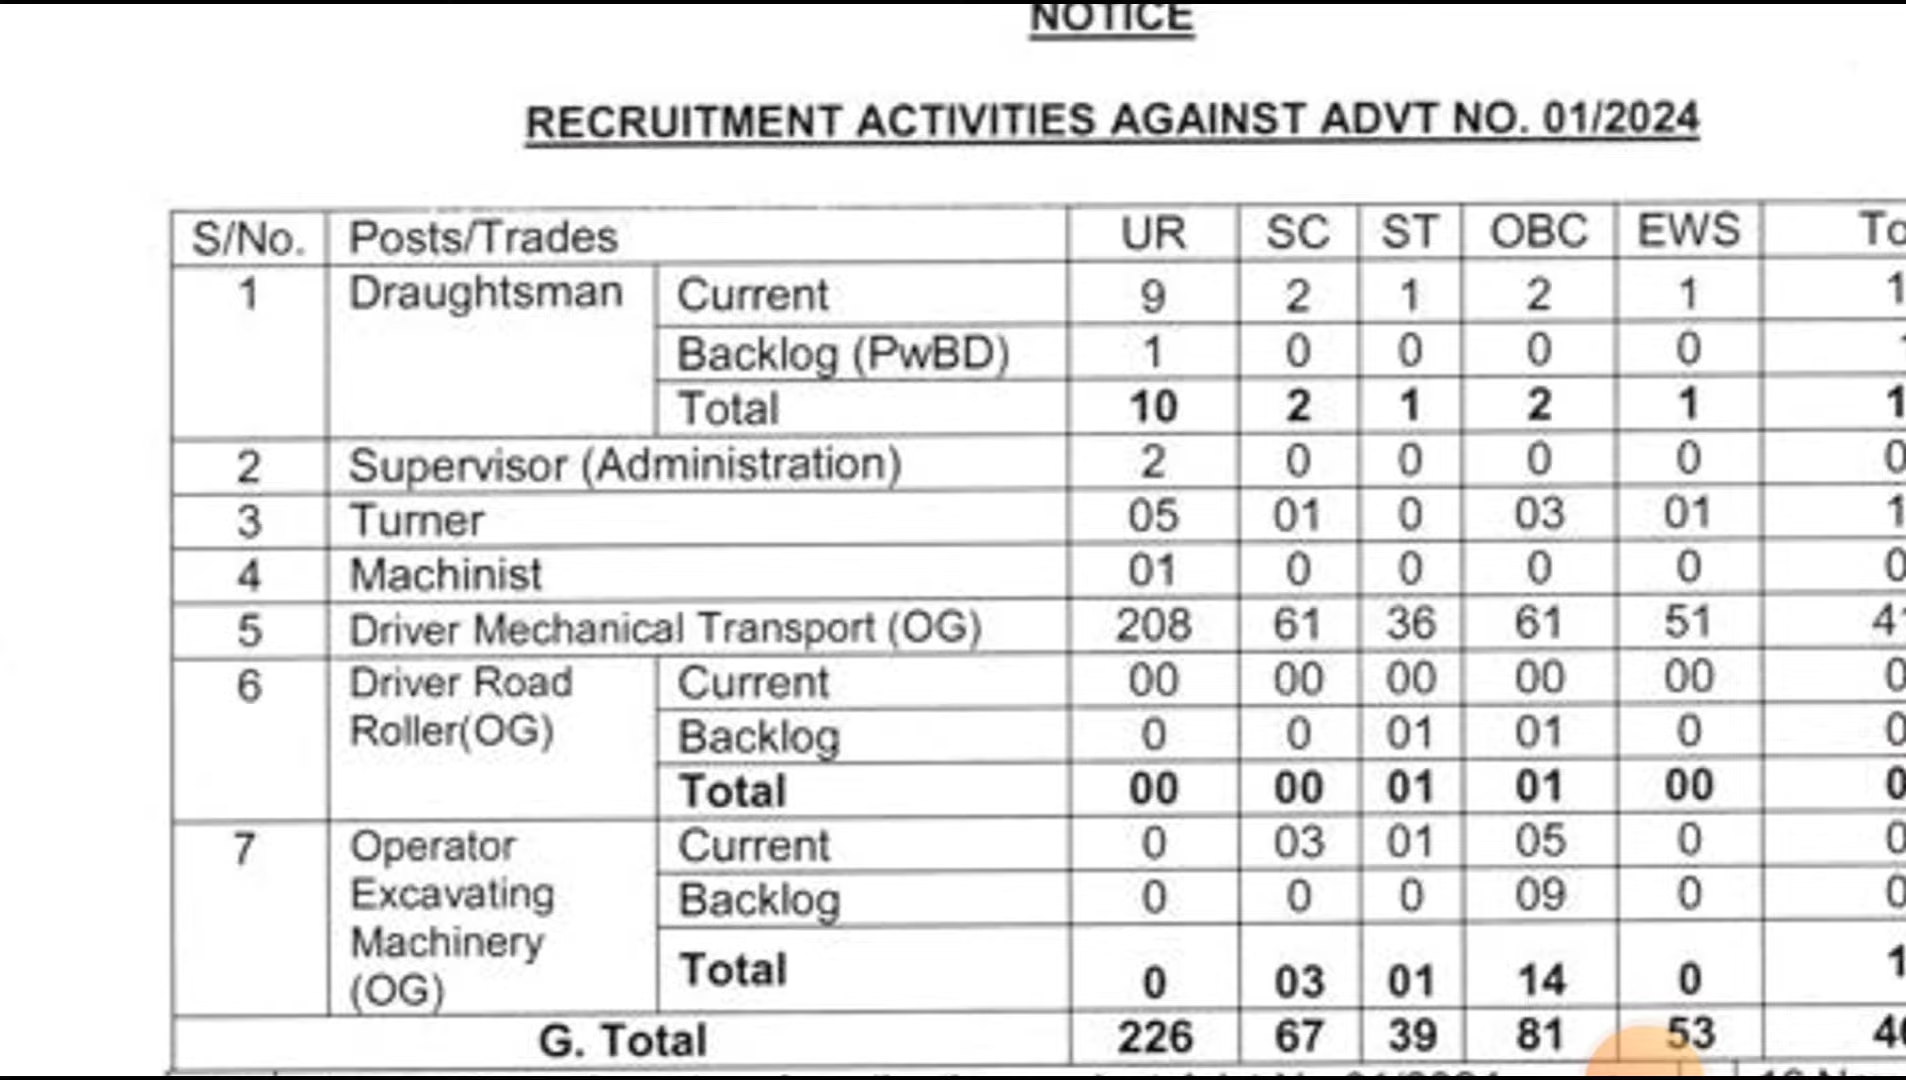 NOTICE
RECRUITMENT ACTIVITIES AGAINST ADVT NO. 01/2024
S/No. Posts/Trades UR SC ST OBC EWS
1 Draughtsman Current 9 2 1 2 1
Backlog (PwBD) 1 0 0 0 0
Total 10 2 1 2 1
2 Supervisor (Administration) 2 0 0 0 0
3 Turner 05 01 0 03 01
4 Machinist 01 0 0 0 0
5 Driver Mechanical Transport (OG) 208 61 36 61 51
6 Driver Road Current 00 00 00 00 00
Roller(OG) Backlog 0 0 01 01 0
Total 00 00 01 01 00
7 Operator Current 0 03 01 05 0
Excavating Backlog 0 0 0 09 0
Machinery Total 0 03 01 14 0
(OG)
G. Total 226 67 39 81 53